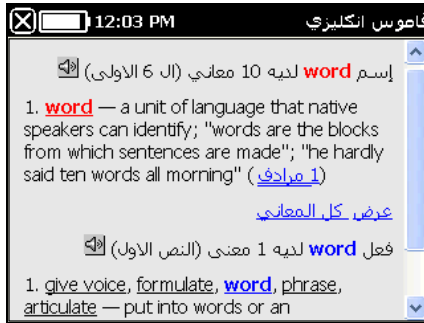 12:03 PM قاموس انكليزي
إسم word لديه 10 معاني (ال 6 الاولى)
1. word — a unit of language that native
speakers can identify; "words are the blocks
from which sentences are made"; "he hardly
said ten words all morning" (1 مرادف)
عرض كل المعاني
فعل word لديه 1 معنى (النص الاول)
1. give voice, formulate, word, phrase,
articulate — put into words or an